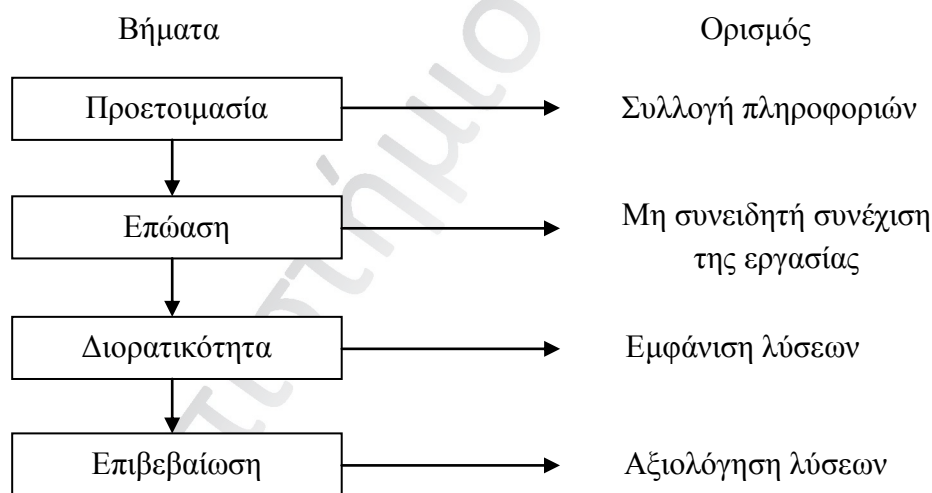 Βήματα Ορισμός
Προετοιμασία Συλλογή πληροφοριών
Επώαση Μη συνειδητή συνέχιση
της εργασίας
Διορατικότητα Εμφάνιση λύσεων
Επιβεβαίωση Αξιολόγηση λύσεων